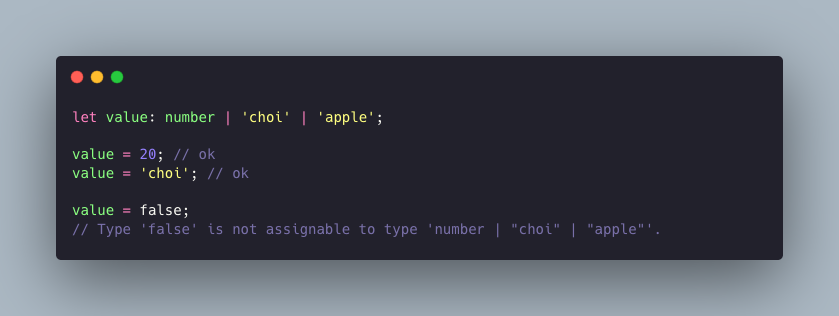 let value: number | 'choi' | 'apple';
value = 20; // ok
value = 'choi'; // ok
value = false;
// Type 'false' is not assignable to type 'number | "choi" | "apple"'.